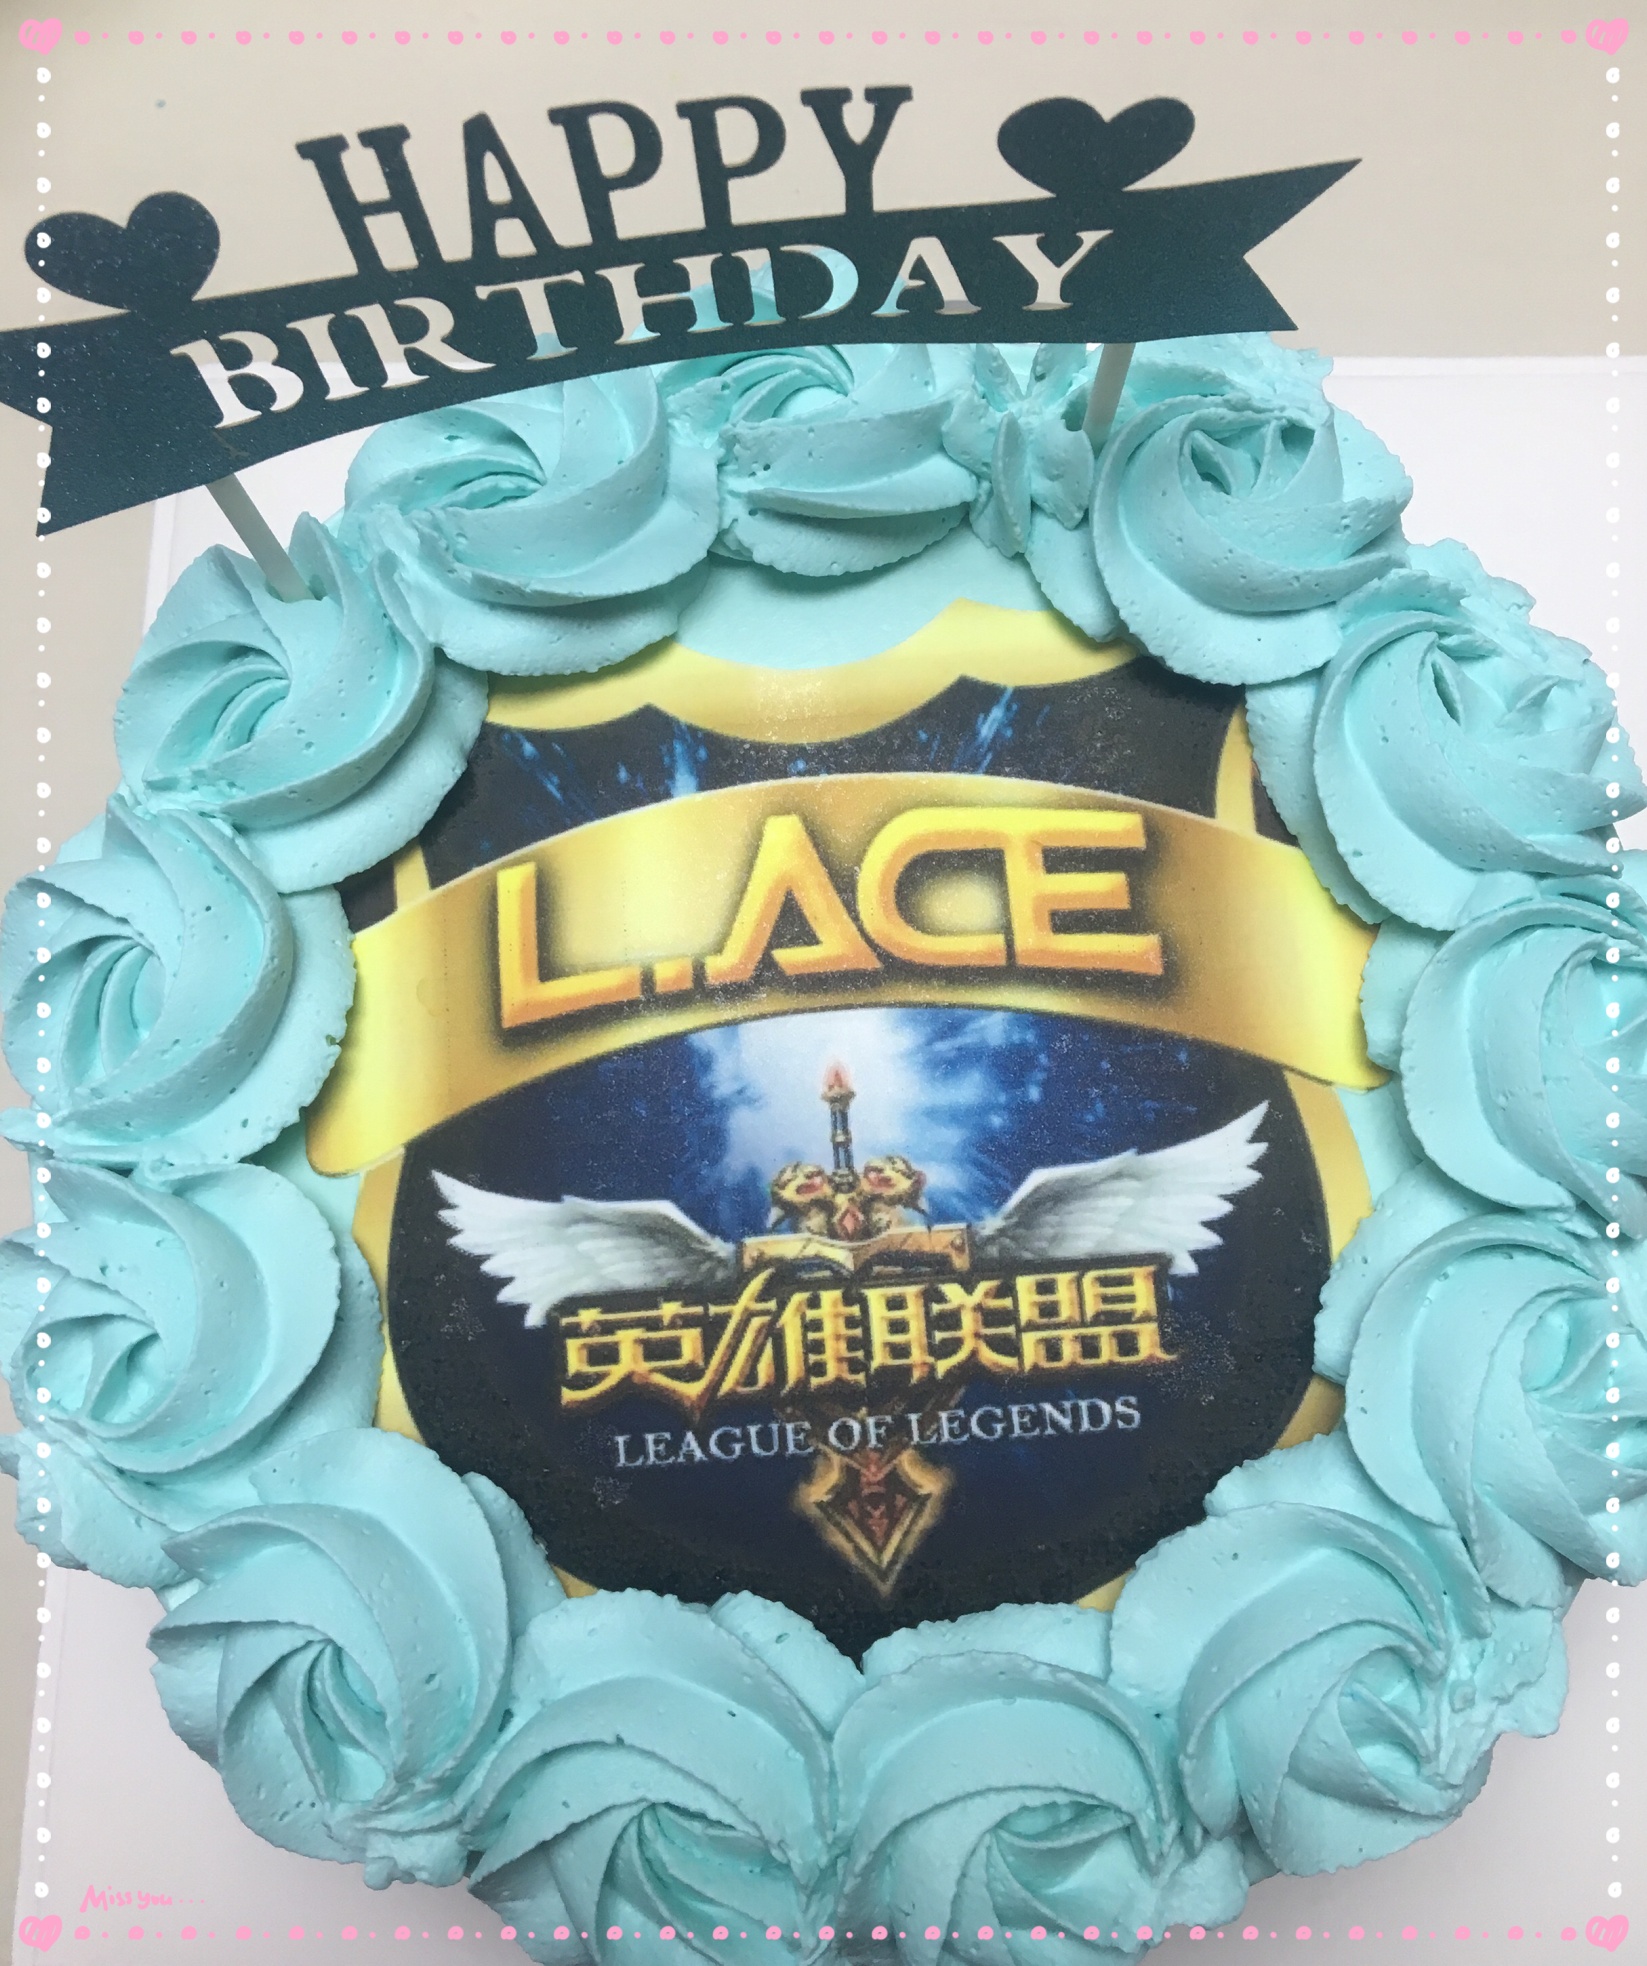 HAPPY
BIRTHDAY
L.ACE
英雄联盟
LEAGUE OF LEGENDS
Miss you...